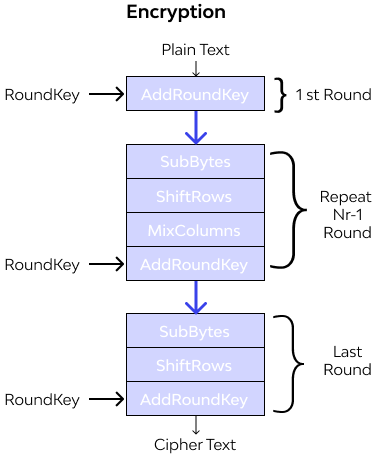 Encryption
Plain Text
RoundKey
AddRoundKey
1 st Round
SubBytes
ShiftRows
MixColumns
RoundKey
AddRoundKey
Repeat
Nr-1
Round
SubBytes
ShiftRows
RoundKey
AddRoundKey
Last
Round
Cipher Text